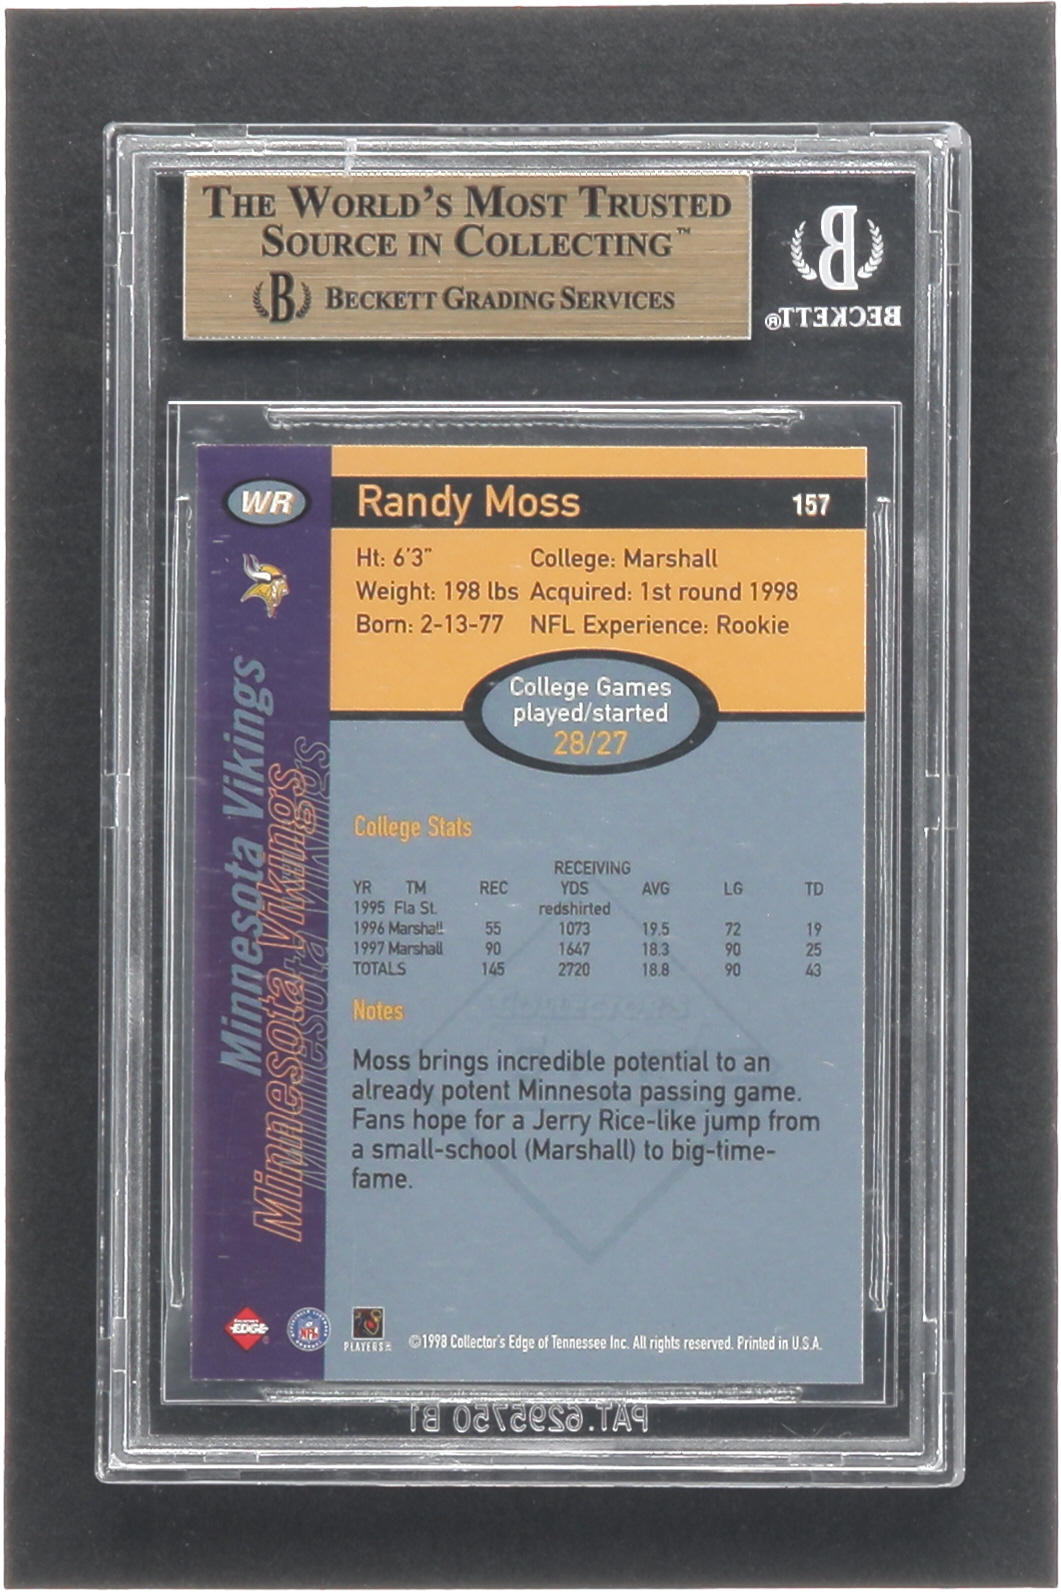 THE WORLD'S MOST TRUSTED
SOURCE IN COLLECTING™
B BECKETT GRADING SERVICES
B
BECKETT®
WR
Randy Moss 157
Ht: 6'3" College: Marshall
Weight: 198 lbs Acquired: 1st round 1998
Born: 2-13-77 NFL Experience: Rookie
College Games
played/started
28/27
Minnesota Vikings
Minnesota Vikings
Minnesota Vikings
College Stats
RECEIVING
YR TM REC YDS AVG LG TD
1995 Fla St. redshirted
1996 Marshall 55 1073 19.5 72 19
1997 Marshall 90 1647 18.3 90 25
TOTALS 145 2720 18.8 90 43
COLLECTOR'S
Notes
Moss brings incredible potential to an
already potent Minnesota passing game.
Fans hope for a Jerry Rice-like jump from
a small-school (Marshall) to big-time-
fame.
COLLECTOR'S
EDGE®
NFL
PLAYERS
©1998 Collector's Edge of Tennessee Inc. All rights reserved. Printed in U.S.A.
PAT.6295750 B1